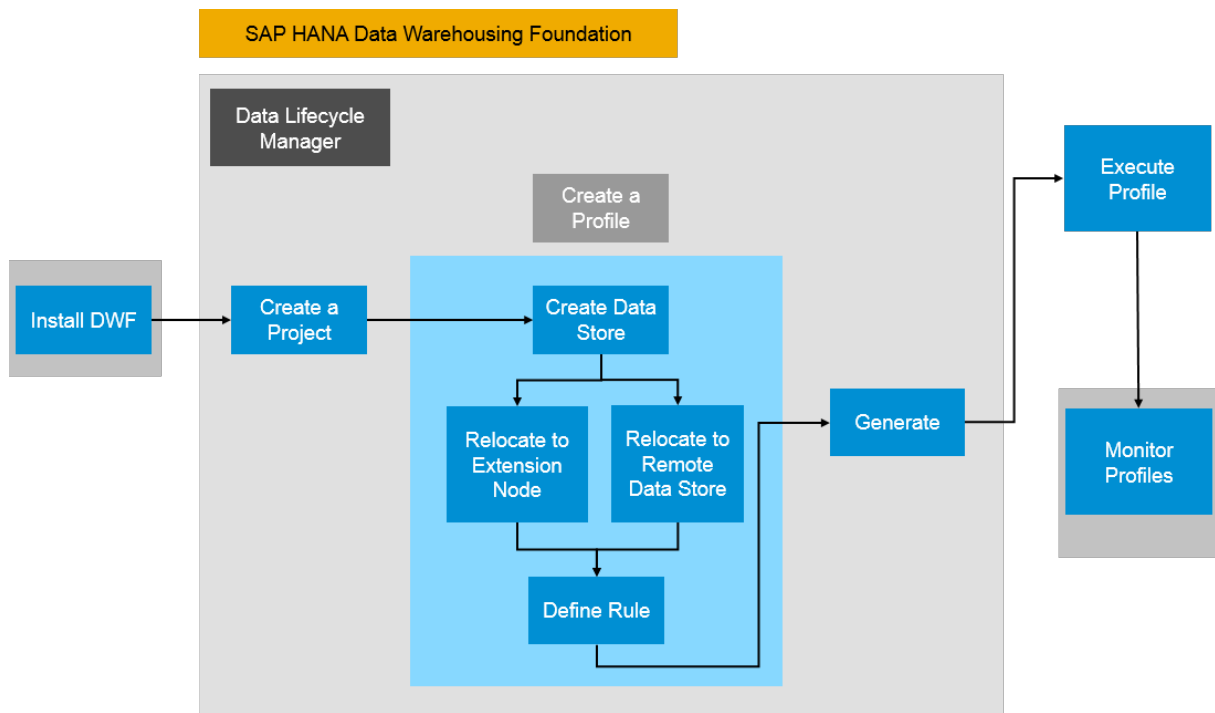 SAP HANA Data Warehousing Foundation
Data Lifecycle
Manager
Create a
Profile
Execute
Profile
Install DWF
Create a
Project
Create Data
Store
Relocate to
Extension
Node
Relocate to
Remote
Data Store
Generate
Monitor
Profiles
Define Rule